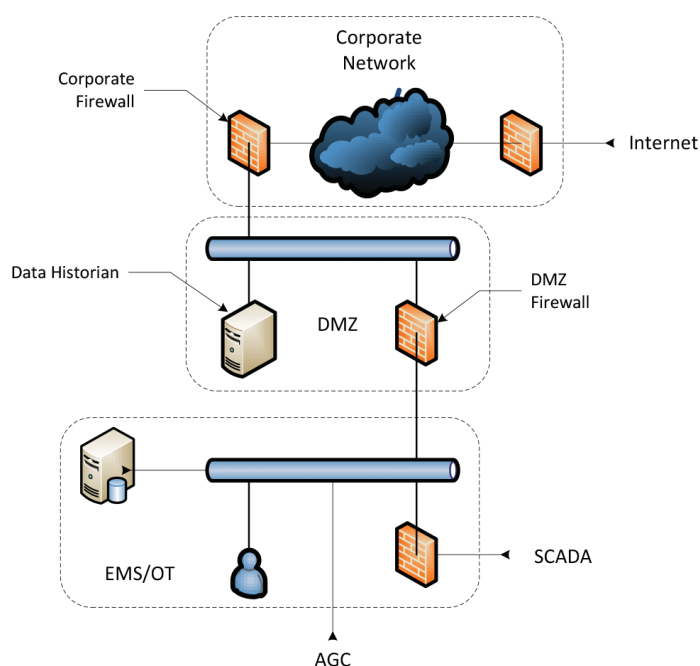 Corporate
Network
Corporate
Firewall
Internet
Data Historian
DMZ
DMZ
Firewall
EMS/OT
SCADA
AGC